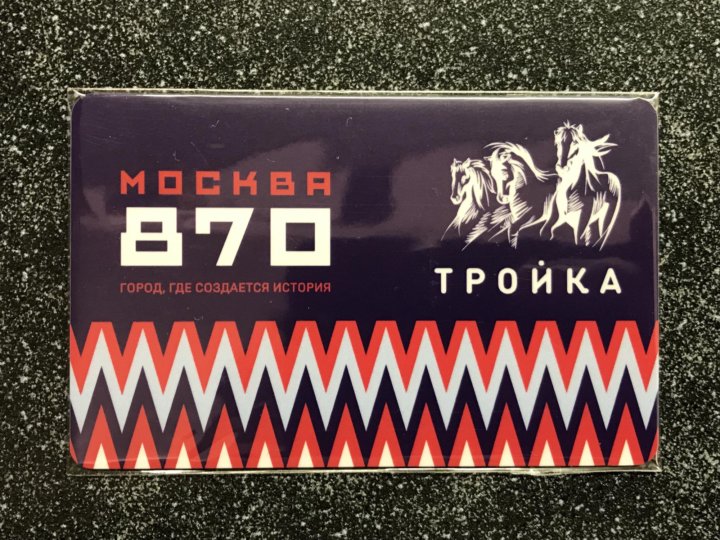 МОСКВА
870
ГОРОД, ГДЕ СОЗДАЕТСЯ ИСТОРИЯ
ТРОЙКА